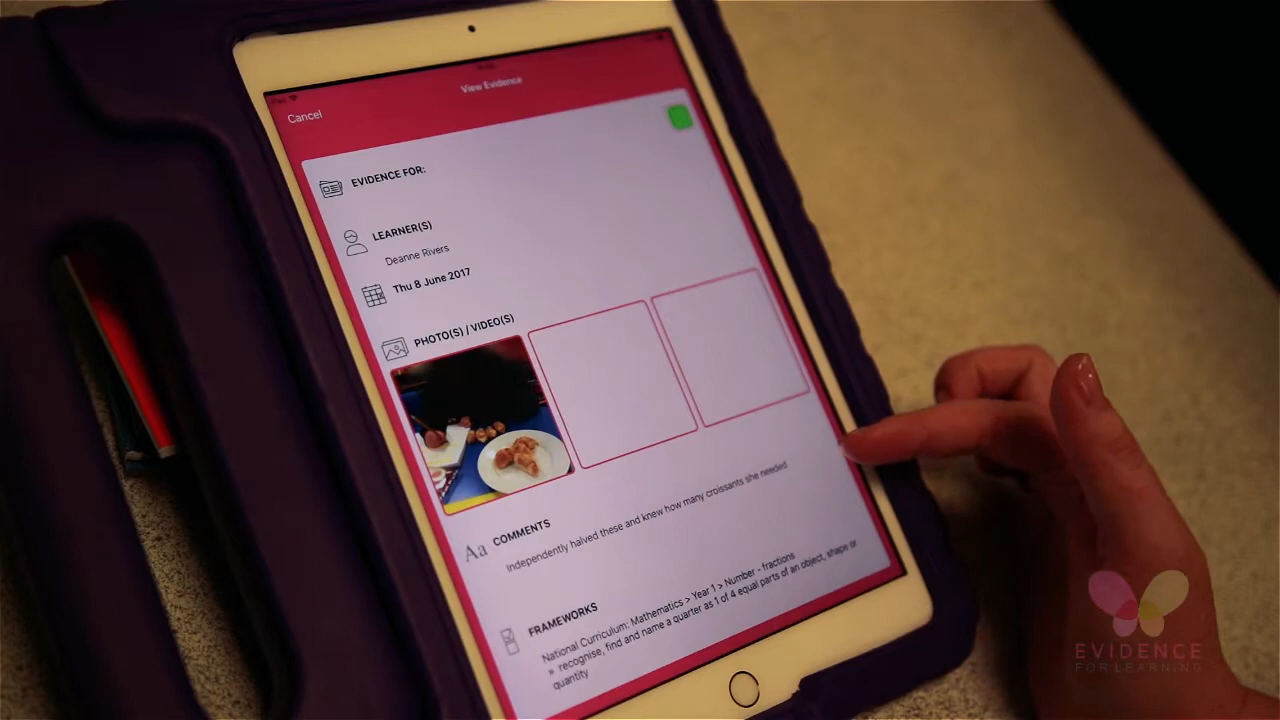 View Evidence
Cancel
EVIDENCE FOR:
LEARNER(S)
Deanne Rivers
Thu 8 June 2017
PHOTO(S) / VIDEO(S)
Aa COMMENTS
Independently halved these and knew how many croissants she needed
FRAMEWORKS
National Curriculum: Mathematics > Year 1 > Number - fractions
» recognise, find and name a quarter as 1 of 4 equal parts of an object, shape or
quantity
EVIDENCE
FOR LEARNING